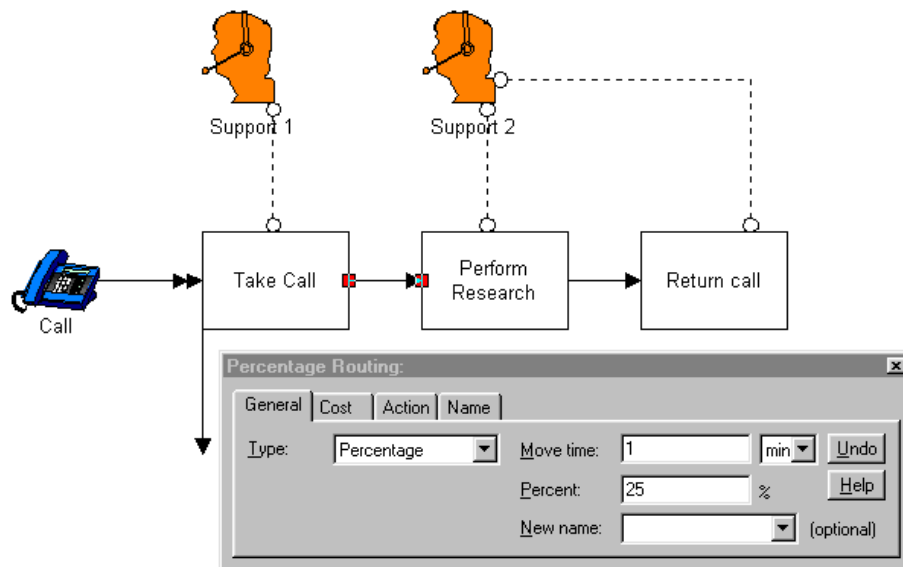 Support 1
Support 2
Take Call
Perform
Research
Return call
Call
Percentage Routing:
General
Cost
Action
Name
Type:
Percentage
Move time:
1
min
Undo
Percent:
25
%
Help
New name:
(optional)